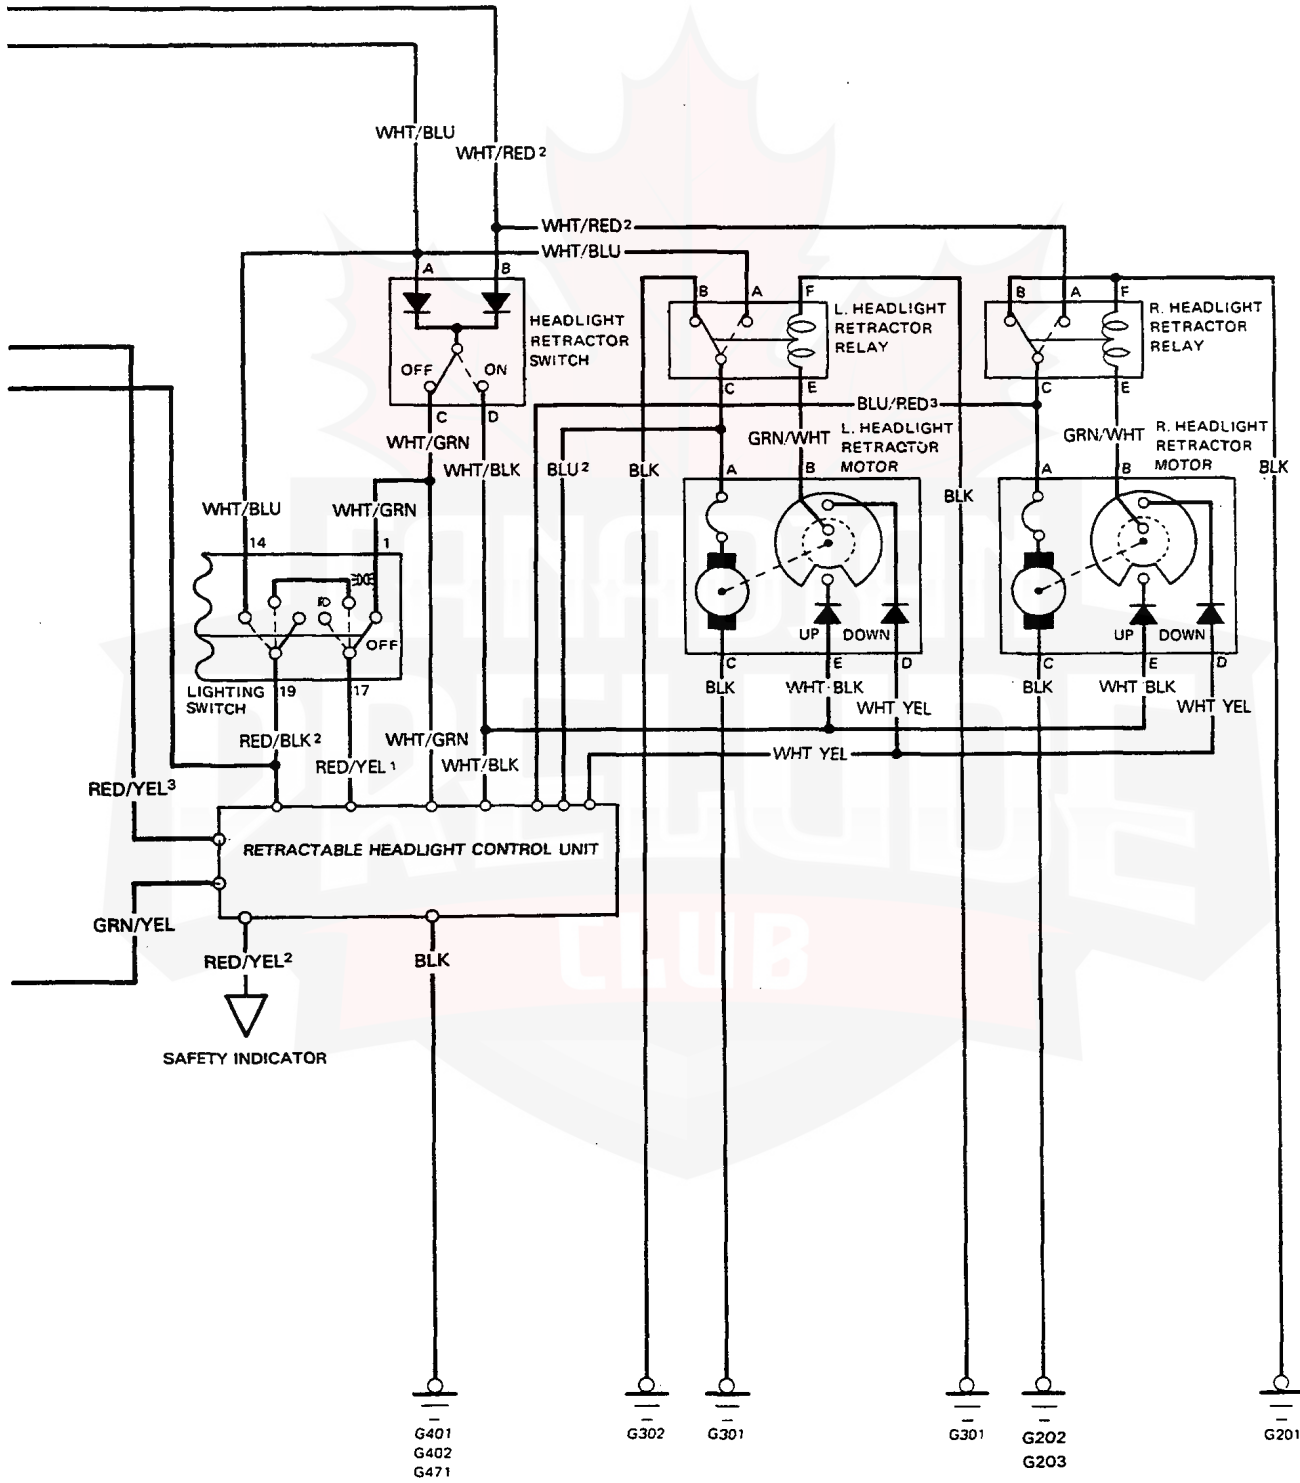 WHT/BLU
WHT/RED2
WHT/RED2
WHT/BLU
A
B
HEADLIGHT
RETRACTOR
SWITCH
OFF
ON
C
D
B
A
F
L. HEADLIGHT
RETRACTOR
RELAY
C
E
B
A
F
R. HEADLIGHT
RETRACTOR
RELAY
C
E
BLU/RED3
WHT/GRN
WHT/BLK
BLU2
BLK
GRN/WHT
L. HEADLIGHT
RETRACTOR
MOTOR
BLK
GRN/WHT
R. HEADLIGHT
RETRACTOR
MOTOR
BLK
A
B
A
B
WHT/BLU
WHT/GRN
14
1
OFF
LIGHTING
SWITCH
19
17
UP
DOWN
C
E
D
BLK
WHT BLK
WHT YEL
UP
DOWN
C
E
D
BLK
WHT BLK
WHT YEL
RED/BLK2
RED/YEL1
WHT/GRN
WHT/BLK
WHT YEL
RED/YEL3
RETRACTABLE HEADLIGHT CONTROL UNIT
GRN/YEL
RED/YEL2
BLK
SAFETY INDICATOR
CANADIAN
PRELUDE
CLUB
G401
G402
G471
G302
G301
G301
G202
G203
G201